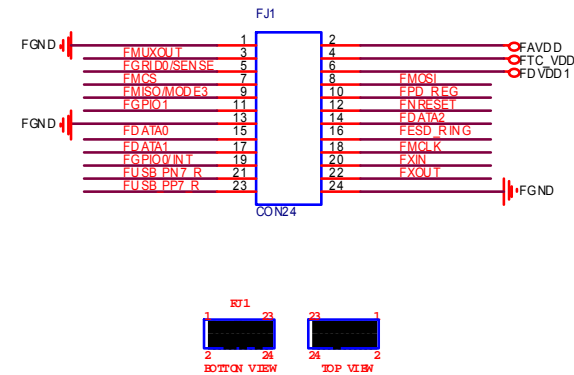 FJ1
FGND 1 2 FAVDD
FMUXOUT 3 4 FTC_VDD
FGRID0/SENSE 5 6 FDVDD1
FMCS 7 8 FMOSI
FMISO/MODE3 9 10 FPD_REG
FGPIO1 11 12 FNRESET
FGND 13 14 FDATA2
FDATA0 15 16 FESD_RING
FDATA1 17 18 FMCLK
FGPIO0/INT 19 20 FXIN
FUSB_PN7_R 21 22 FXOUT
FUSB_PP7_R 23 24 FGND
CON24
1 23 23 1
2 24 24 2
BOTTON VIEW TOP VIEW